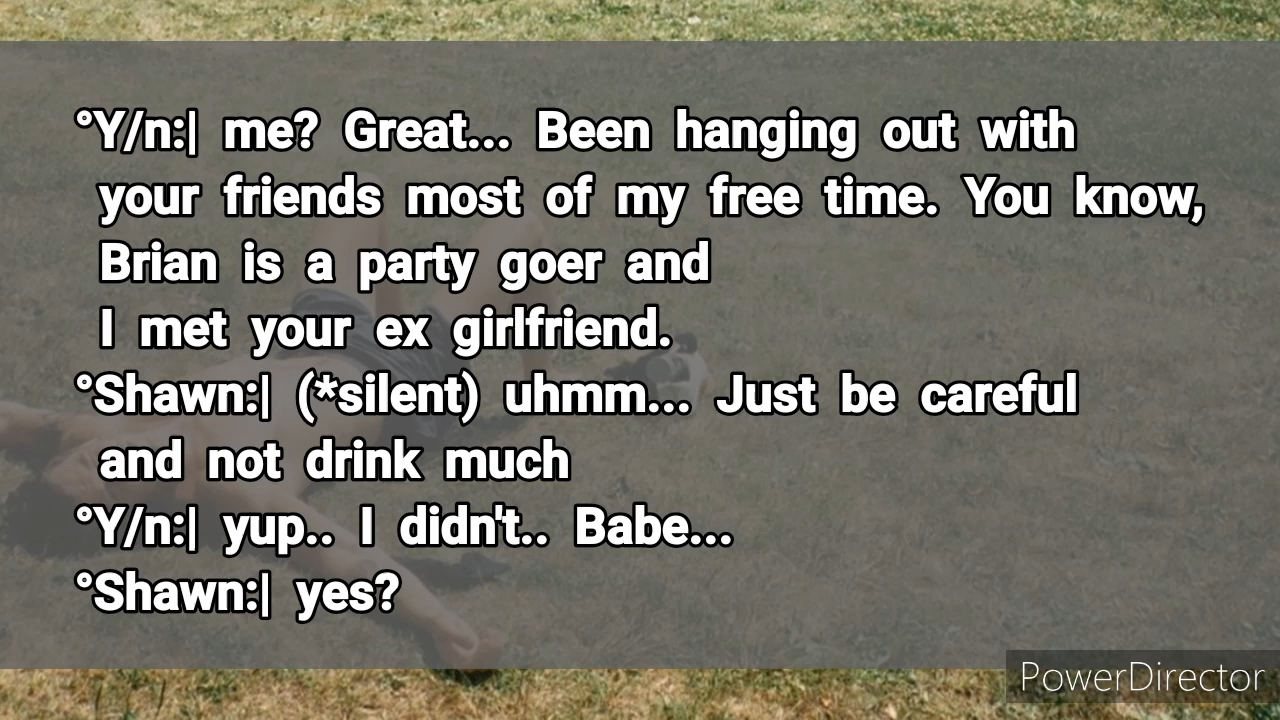 °Y/n:| me? Great... Been hanging out with
your friends most of my free time. You know,
Brian is a party goer and
I met your ex girlfriend.
°Shawn:| (*silent) uhmm... Just be careful
and not drink much
°Y/n:| yup.. I didn't.. Babe...
°Shawn:| yes?
PowerDirector